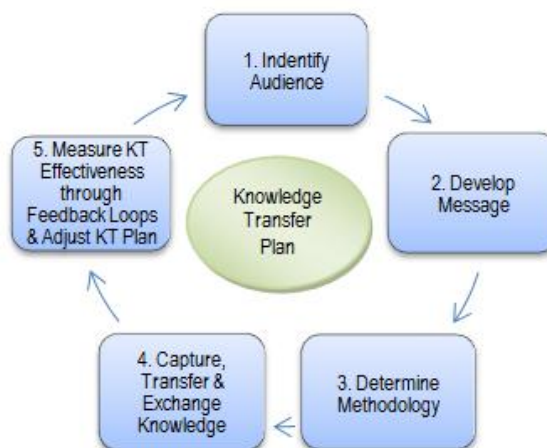 1. Indentify
Audience
2. Develop
Message
3. Determine
Methodology
4. Capture,
Transfer &
Exchange
Knowledge
5. Measure KT
Effectiveness
through
Feedback Loops
& Adjust KT Plan
Knowledge
Transfer
Plan